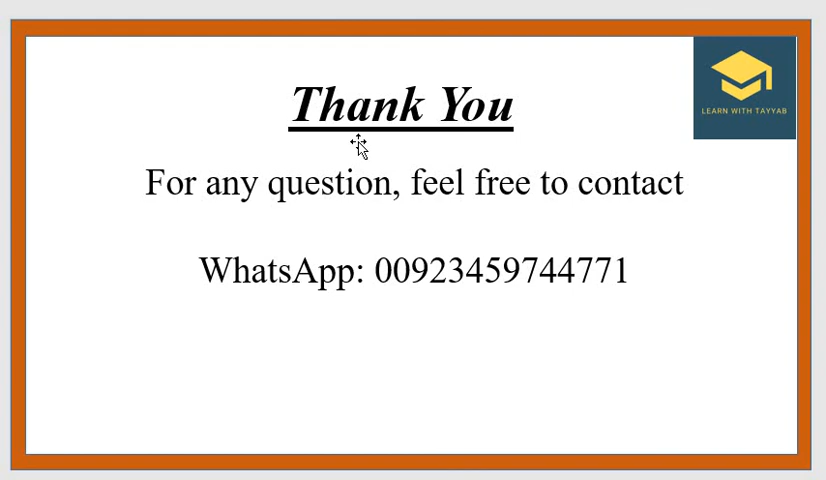 Thank You
LEARN WITH TAYYAB
For any question, feel free to contact
WhatsApp: 00923459744771